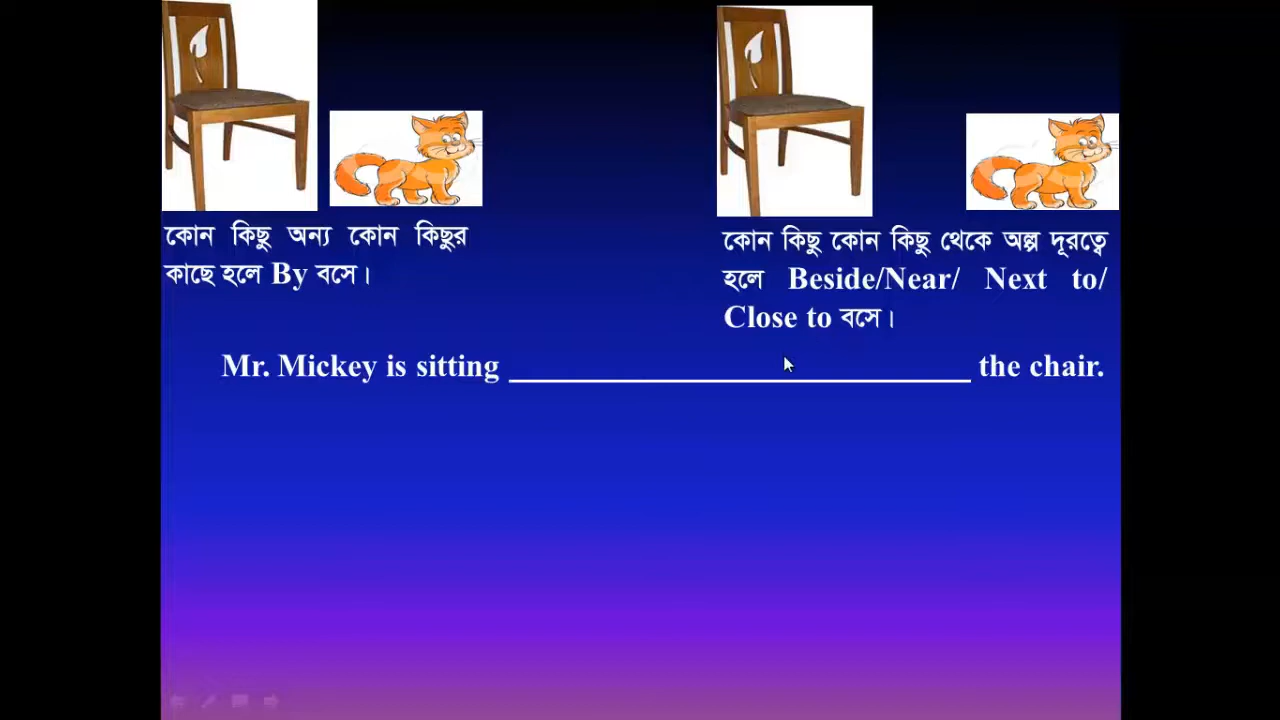 কোন কিছু অন্য কোন কিছুর
কাছে হলে By বসে।
কোন কিছু কোন কিছু থেকে অল্প দূরত্বে
হলে Beside/Near/ Next to/
Close to বসে।
Mr. Mickey is sitting ______________________________ the chair.